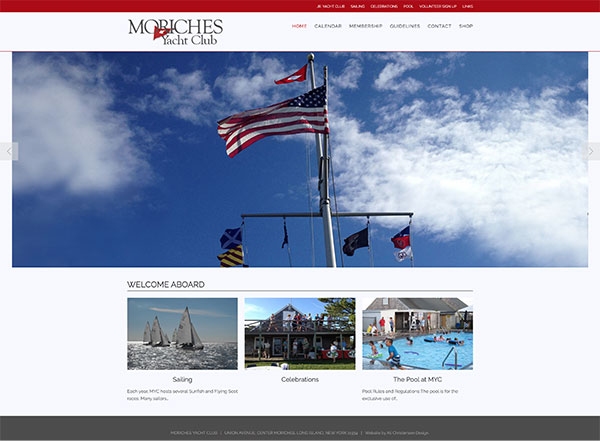 JR. YACHT CLUB SAILING CELEBRATIONS POOL VOLUNTEER SIGN UP LINKS
MORICHES
Yacht Club
HOME CALENDAR MEMBERSHIP GUIDELINES CONTACT SHOP
WELCOME ABOARD
Sailing
Each year, MYC hosts several Sunfish and Flying Scot
races. Many sailors...
Celebrations
The Pool at MYC
Pool Rules and Regulations The pool is for the
exclusive use of...
MORICHES YACHT CLUB | UNION AVENUE, CENTER MORICHES, LONG ISLAND, NEW YORK 11934 | Website by